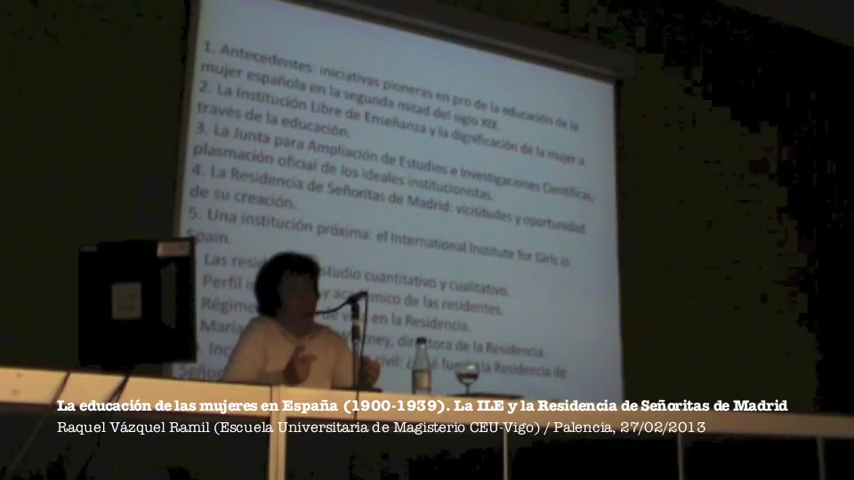 1. Antecedentes: iniciativas pioneras en pro de la educación de la
mujer española en la segunda mitad del siglo XIX.
2. La Institución Libre de Enseñanza y la dignificación de la mujer a
través de la educación.
3. La Junta para Ampliación de Estudios e Investigaciones Científicas,
plasmación oficial de los ideales institucionistas.
4. La Residencia de Señoritas de Madrid: vicisitudes y oportunidad
de su creación.
5. Una institución próxima: el International Institute for Girls in
Spain.
Las estudio cuantitativo y cualitativo.
Perfil y académico de las residentes.
Régimen de vida en la Residencia.
María directora de la Residencia.
civil: la Residencia de
La educación de las mujeres en España (1900-1939). La ILE y la Residencia de Señoritas de Madrid
Raquel Vázquel Ramil (Escuela Universitaria de Magisterio CEU-Vigo) / Palencia, 27/02/2013